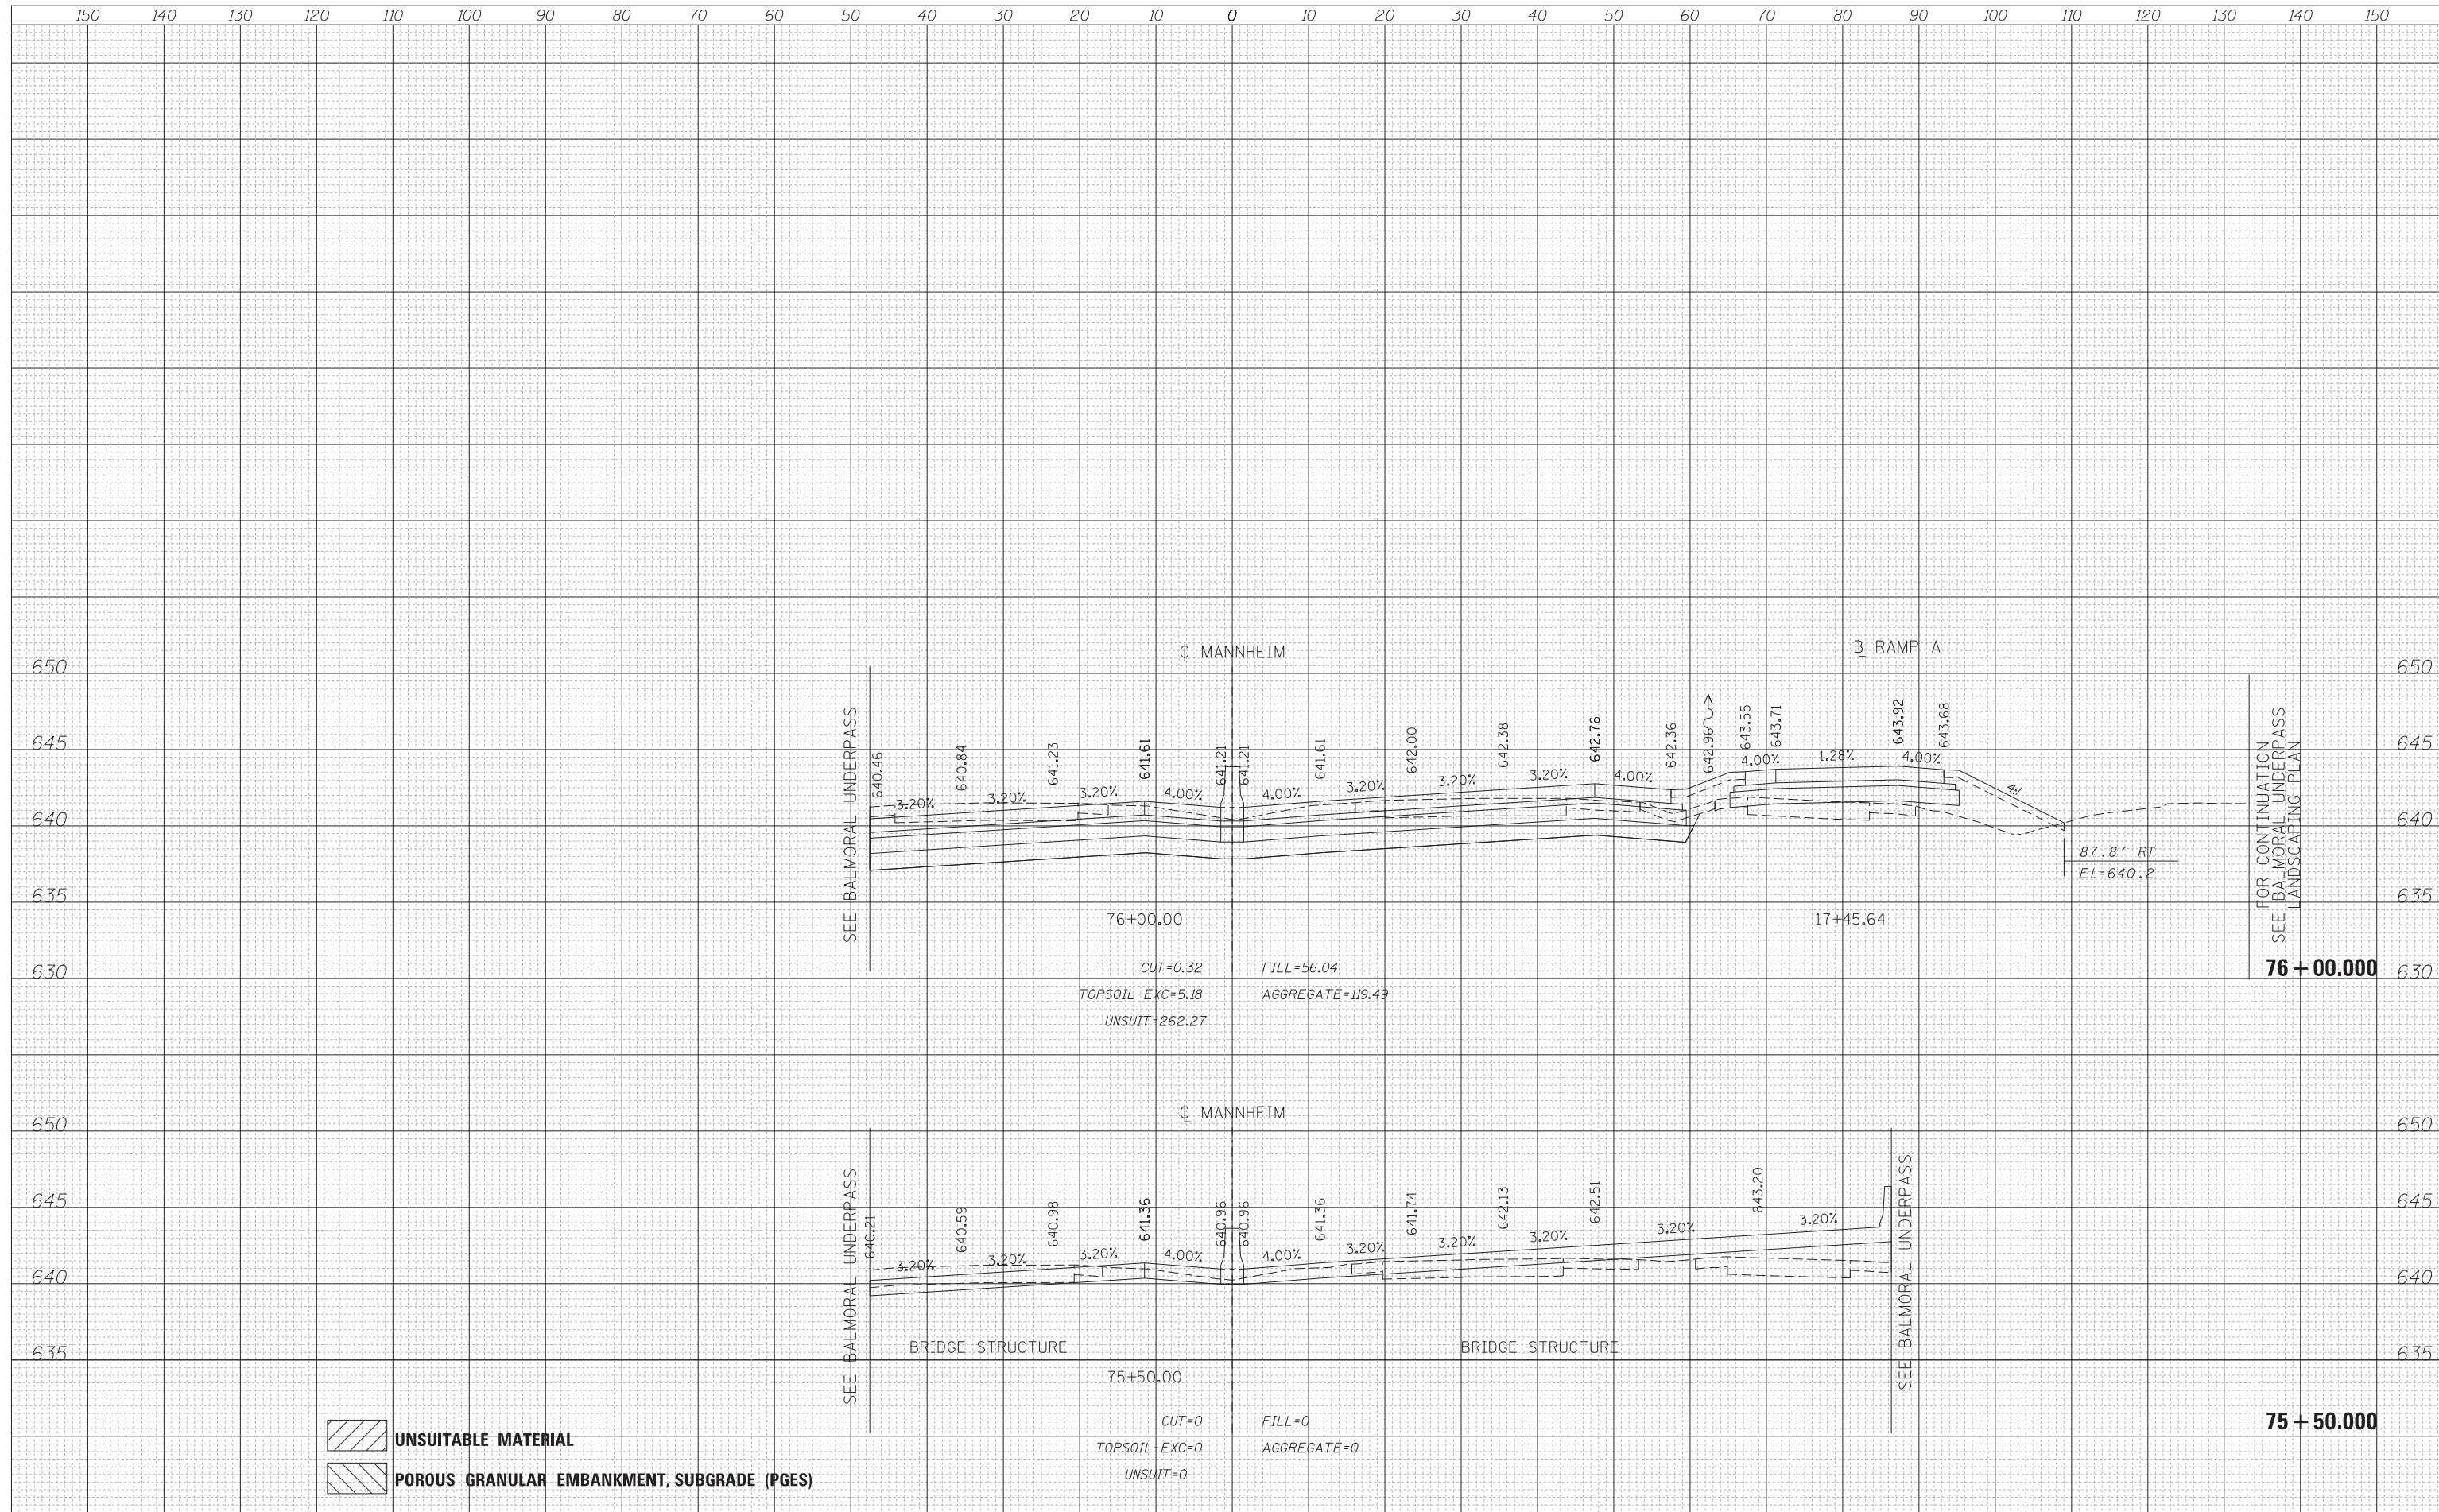 150 140 130 120 110 100 90 80 70 60 50 40 30 20 10 0 10 20 30 40 50 60 70 80 90 100 110 120 130 140 150
℄ MANNHEIM
B RAMP A
650 650
SEE BALMORAL UNDERPASS
640.46
640.84
641.23
641.61
641.21
641.21
641.61
642.00
642.38
642.76
642.36
642.96
643.55
643.71
643.92
643.68
645 645
3.20% 3.20% 3.20% 4.00% 4.00% 3.20% 3.20% 3.20% 4.00% 4.00% 1.28% 4.00%
4:1
640 640
87.8' RT
EL=640.2
FOR CONTINUATION
SEE BALMORAL UNDERPASS
LANDSCAPING PLAN
635 635
76+00.00
17+45.64
630 630
CUT=0.32 FILL=56.04
TOPSOIL-EXC=5.18 AGGREGATE=119.49
UNSUIT=262.27
76+00.000
℄ MANNHEIM
650 650
SEE BALMORAL UNDERPASS
640.21
640.59
640.98
641.36
640.96
640.96
641.36
641.74
642.13
642.51
643.20
SEE BALMORAL UNDERPASS
645 645
3.20% 3.20% 3.20% 4.00% 4.00% 3.20% 3.20% 3.20% 3.20% 3.20%
640 640
BRIDGE STRUCTURE BRIDGE STRUCTURE
635 635
75+50.00
CUT=0 FILL=0
TOPSOIL-EXC=0 AGGREGATE=0
UNSUIT=0
75+50.000
UNSUITABLE MATERIAL
POROUS GRANULAR EMBANKMENT, SUBGRADE (PGES)